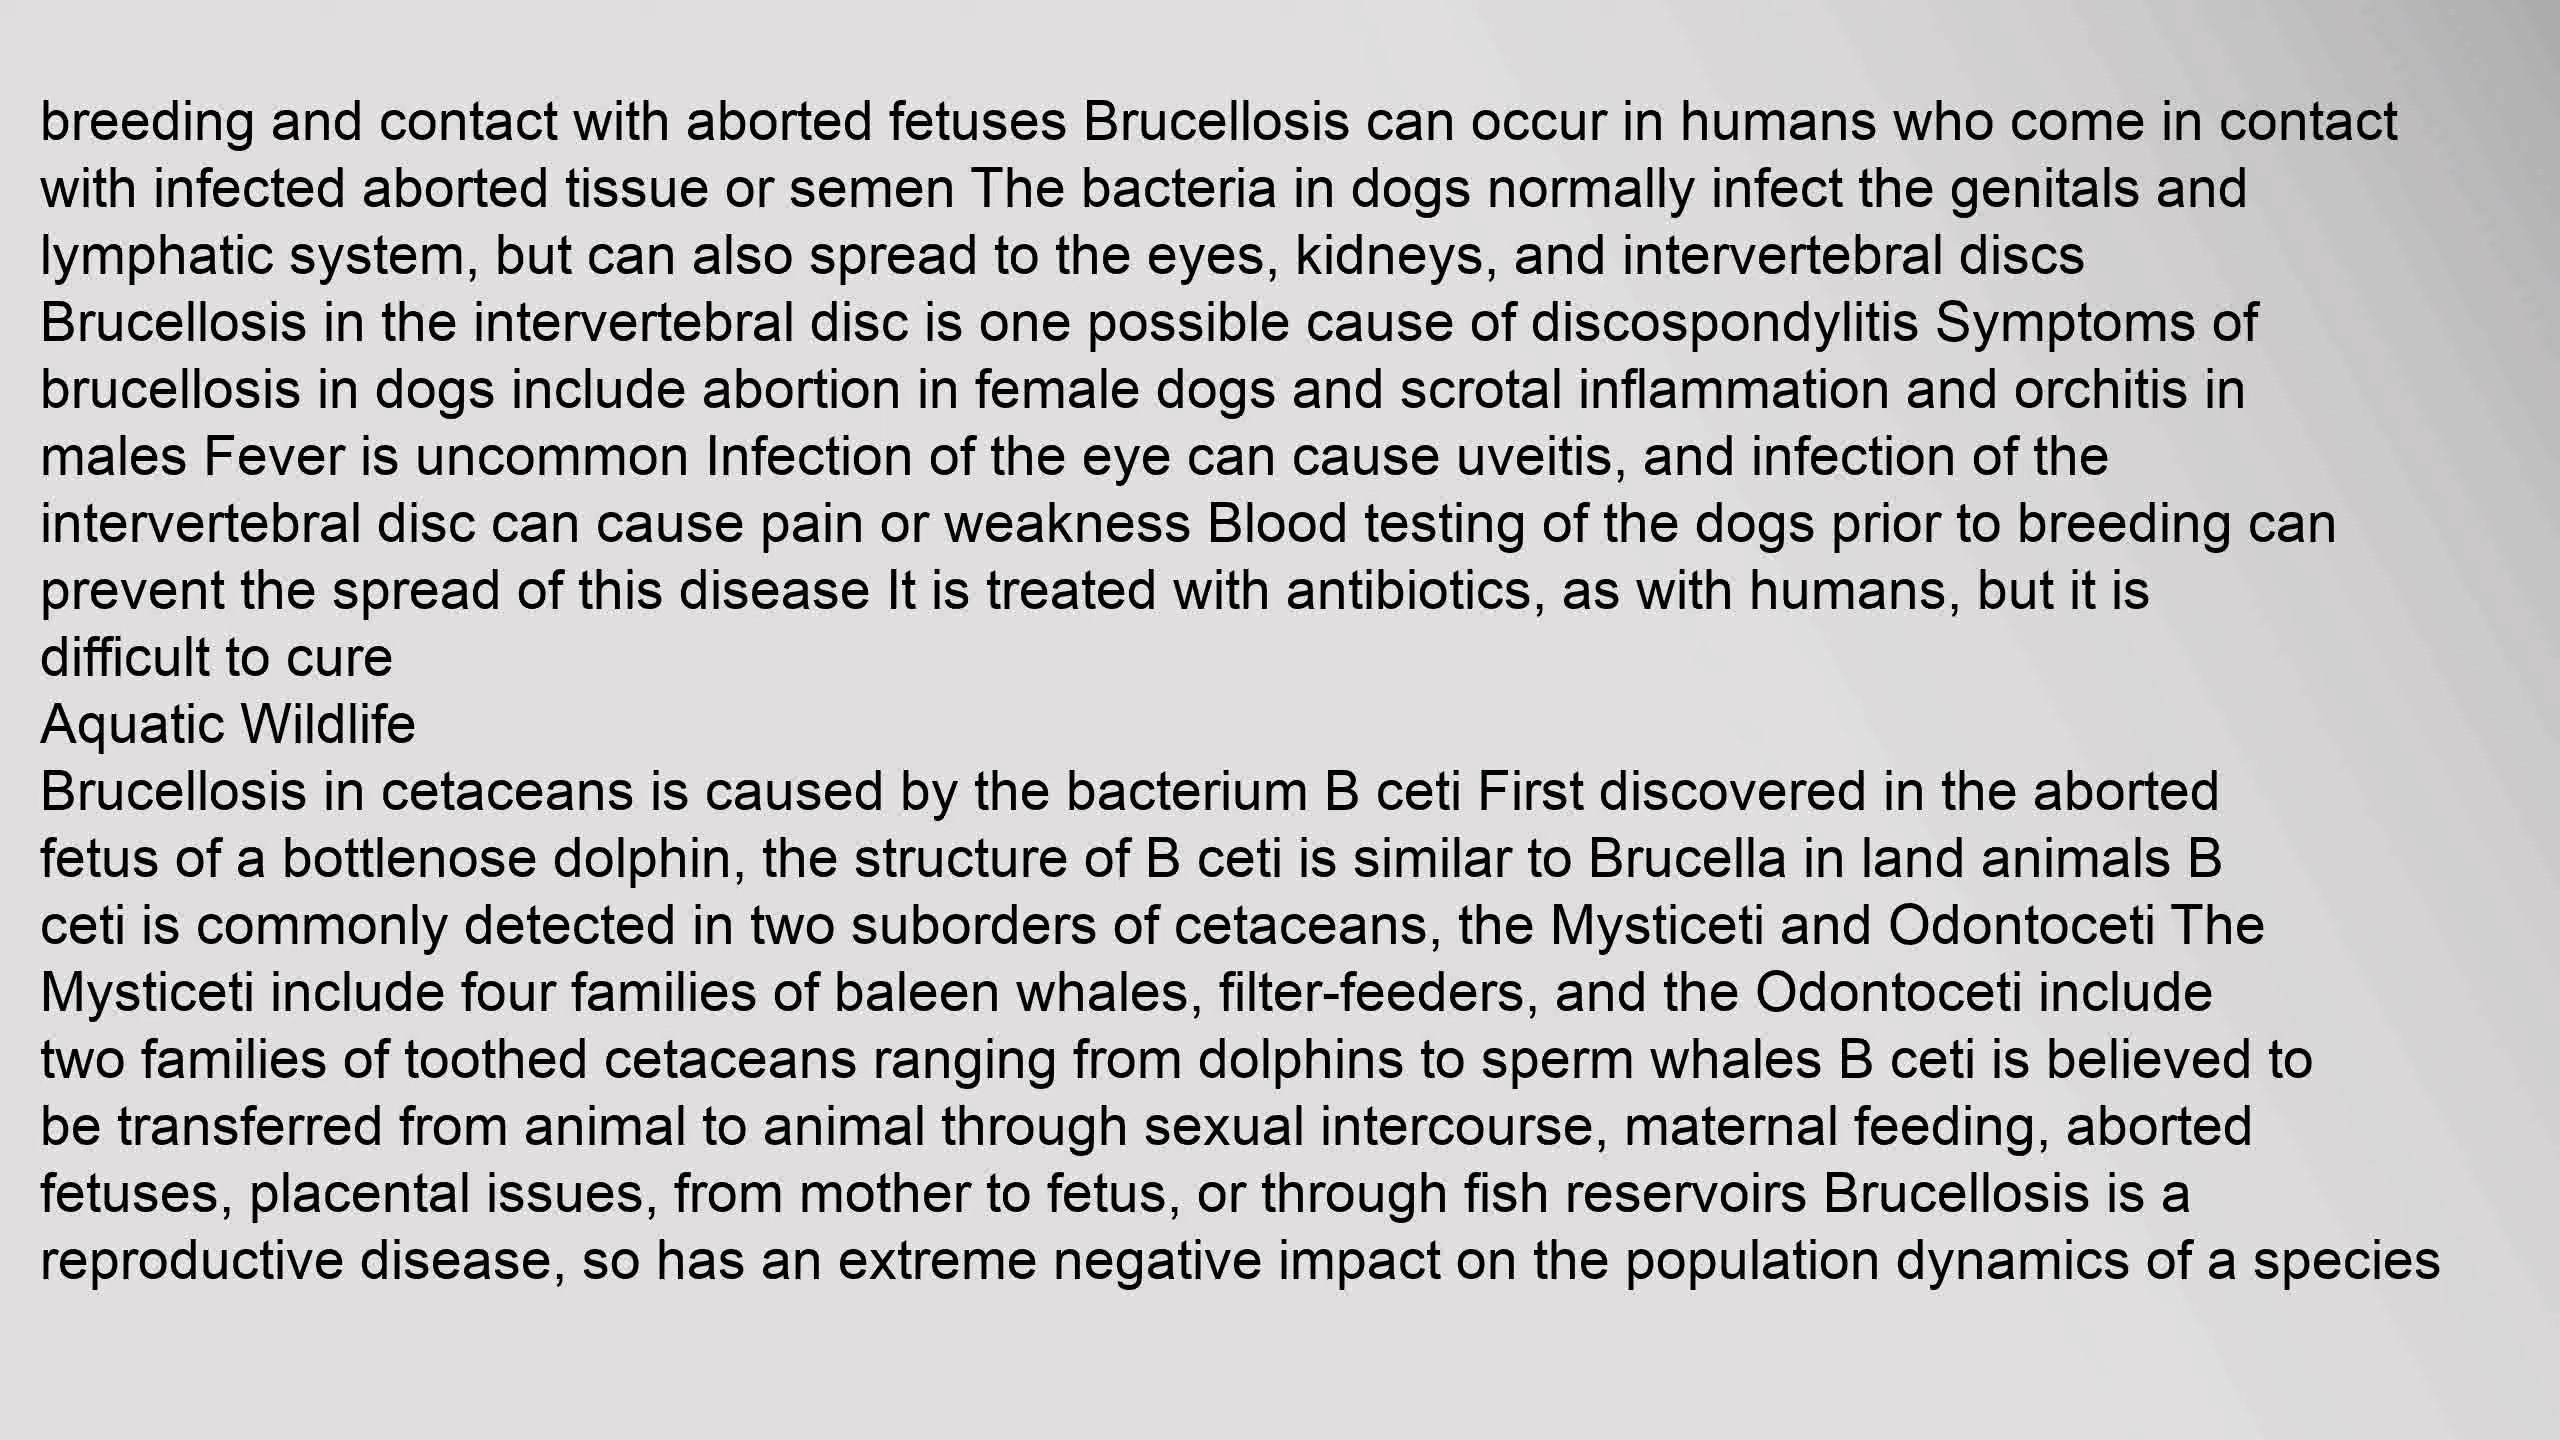 breeding and contact with aborted fetuses Brucellosis can occur in humans who come in contact
with infected aborted tissue or semen The bacteria in dogs normally infect the genitals and
lymphatic system, but can also spread to the eyes, kidneys, and intervertebral discs
Brucellosis in the intervertebral disc is one possible cause of discospondylitis Symptoms of
brucellosis in dogs include abortion in female dogs and scrotal inflammation and orchitis in
males Fever is uncommon Infection of the eye can cause uveitis, and infection of the
intervertebral disc can cause pain or weakness Blood testing of the dogs prior to breeding can
prevent the spread of this disease It is treated with antibiotics, as with humans, but it is
difficult to cure
Aquatic Wildlife
Brucellosis in cetaceans is caused by the bacterium B ceti First discovered in the aborted
fetus of a bottlenose dolphin, the structure of B ceti is similar to Brucella in land animals B
ceti is commonly detected in two suborders of cetaceans, the Mysticeti and Odontoceti The
Mysticeti include four families of baleen whales, filter-feeders, and the Odontoceti include
two families of toothed cetaceans ranging from dolphins to sperm whales B ceti is believed to
be transferred from animal to animal through sexual intercourse, maternal feeding, aborted
fetuses, placental issues, from mother to fetus, or through fish reservoirs Brucellosis is a
reproductive disease, so has an extreme negative impact on the population dynamics of a species